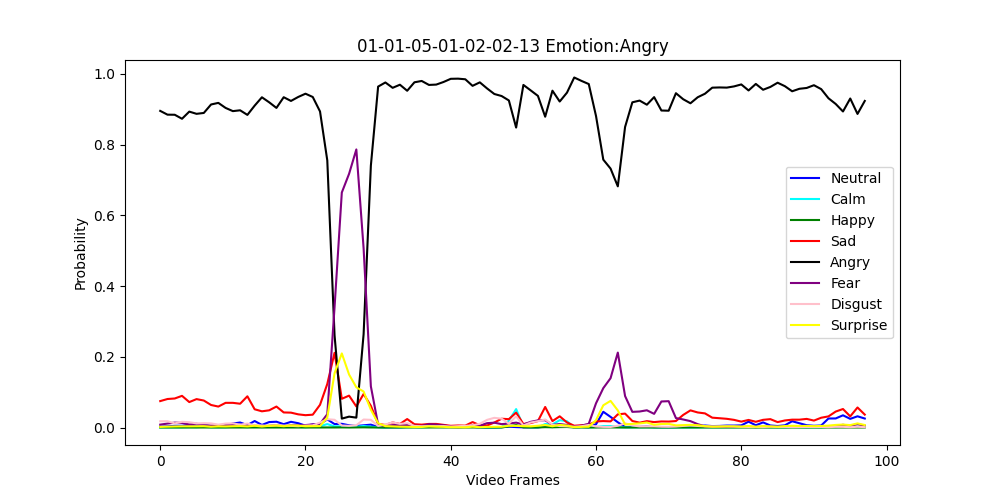 01-01-05-01-02-02-13 Emotion:Angry
1.0
0.8
0.6
0.4
0.2
0.0
Probability
0
20
40
60
80
100
Video Frames
Neutral
Calm
Happy
Sad
Angry
Fear
Disgust
Surprise